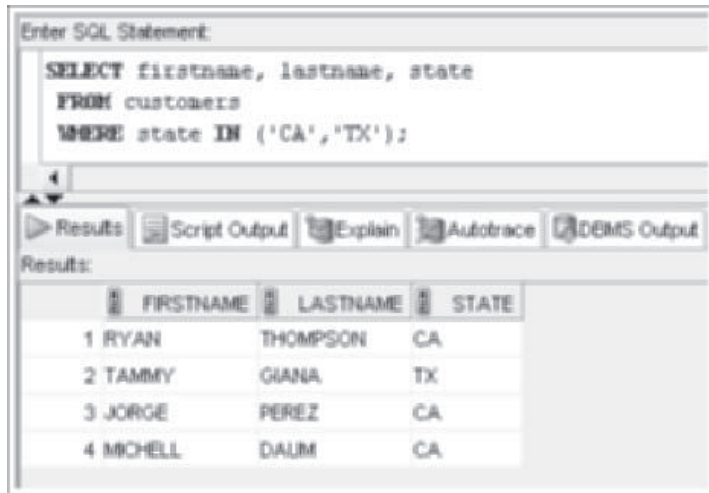 Enter SQL Statement:
SELECT firstname, lastname, state
FROM customers
WHERE state IN ('CA','TX');
Results Script Output Explain Autotrace DBMS Output
Results:
FIRSTNAME LASTNAME STATE
1 RYAN THOMPSON CA
2 TAMMY GIANA TX
3 JORGE PEREZ CA
4 MICHELL DAUM CA